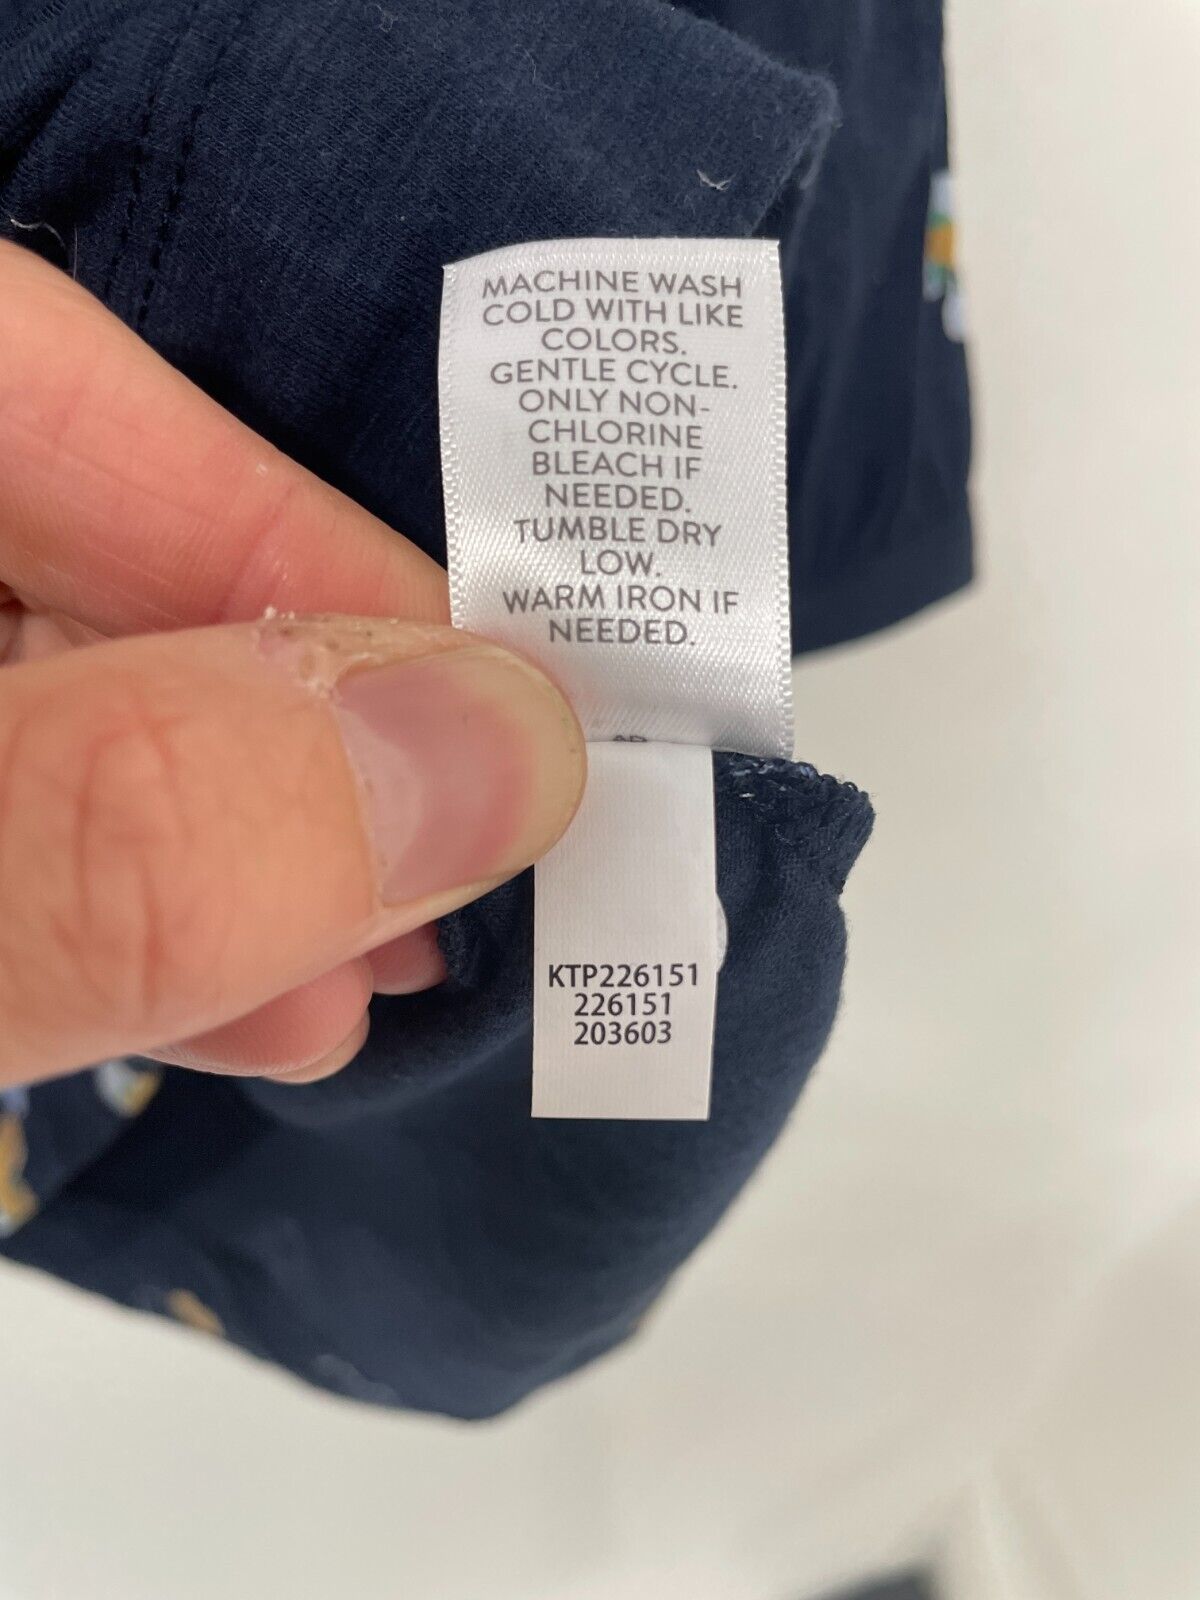 MACHINE WASH
COLD WITH LIKE
COLORS.
GENTLE CYCLE.
ONLY NON-
CHLORINE
BLEACH IF
NEEDED.
TUMBLE DRY
LOW.
WARM IRON IF
NEEDED.
KTP226151
226151
203603